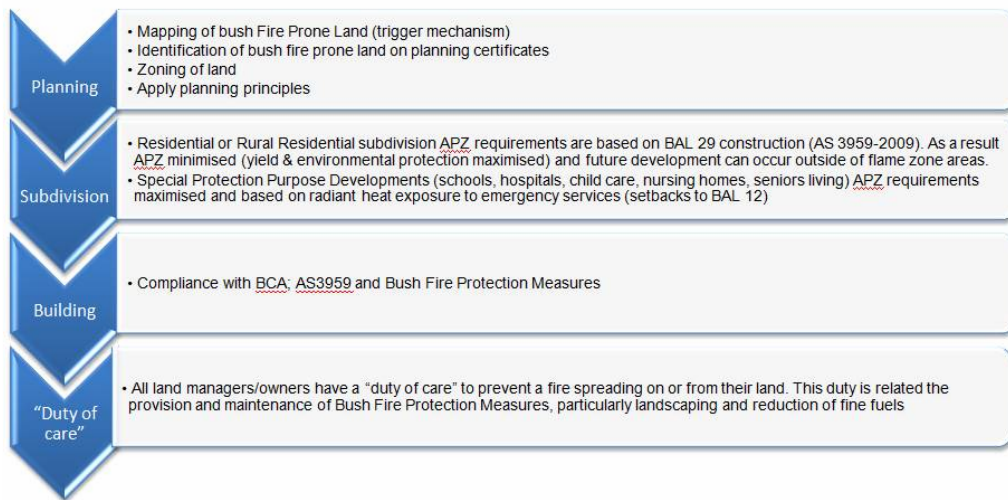 Planning
• Mapping of bush Fire Prone Land (trigger mechanism)
• Identification of bush fire prone land on planning certificates
• Zoning of land
• Apply planning principles
Subdivision
• Residential or Rural Residential subdivision APZ requirements are based on BAL 29 construction (AS 3959-2009). As a result
APZ minimised (yield & environmental protection maximised) and future development can occur outside of flame zone areas.
• Special Protection Purpose Developments (schools, hospitals, child care, nursing homes, seniors living) APZ requirements
maximised and based on radiant heat exposure to emergency services (setbacks to BAL 12)
Building
• Compliance with BCA; AS3959 and Bush Fire Protection Measures
“Duty of
care”
• All land managers/owners have a “duty of care” to prevent a fire spreading on or from their land. This duty is related the
provision and maintenance of Bush Fire Protection Measures, particularly landscaping and reduction of fine fuels